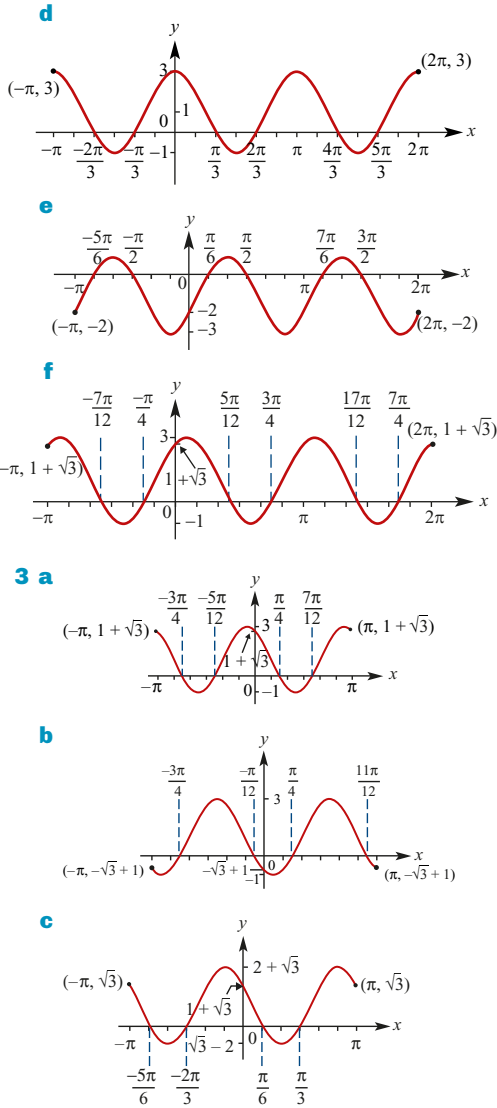 d
y
(2π, 3)
(−π, 3)
3
1
0
x
−1
−π −2π/3 −π/3 π/3 2π/3 π 4π/3 5π/3 2π
e
y
−5π/6 −π/2 π/6 π/2 7π/6 3π/2
x
−π 0 π 2π
−2
−3
(−π, −2) (2π, −2)
f
y
−7π/12 −π/4 5π/12 3π/4 17π/12 7π/4
(2π, 1 + √3)
3
−π, 1 + √3)
1 + √3
x
−π 0 −1 π 2π
3 a
y
−3π/4 −5π/12 π/4 7π/12
(−π, 1 + √3) 3 (π, 1 + √3)
1 + √3
x
−π 0 −1 π
b
y
−3π/4 −π/12 π/4 11π/12
3
x
(−π, −√3 + 1) −√3 + 1 0 (π, −√3 + 1)
−1
c
y
2 + √3
(−π, √3) (π, √3)
1 + √3
x
−π √3 − 2 0 π
−5π/6 −2π/3 π/6 π/3